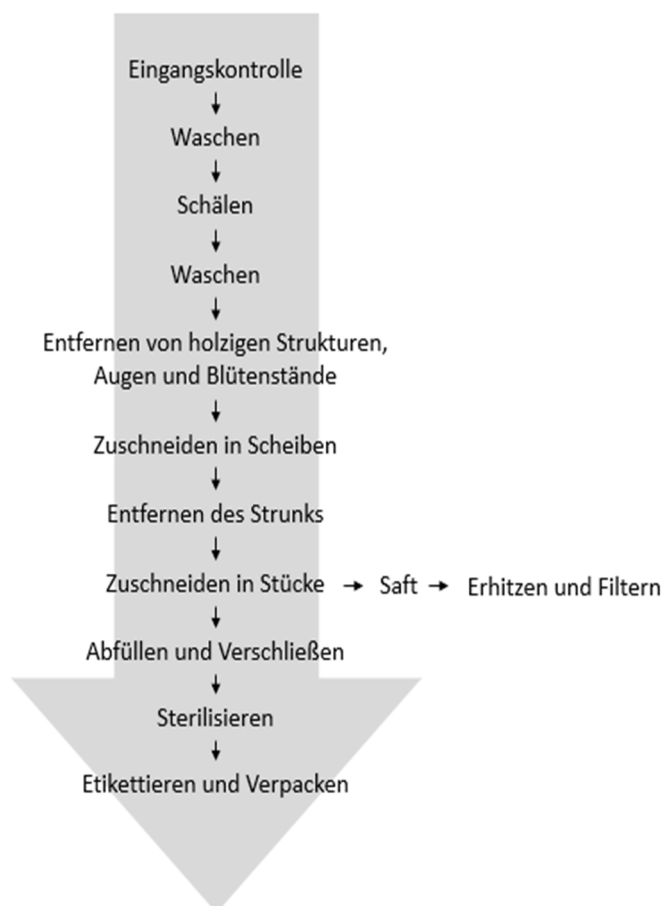 Eingangskontrolle
Waschen
Schälen
Waschen
Entfernen von holzigen Strukturen,
Augen und Blütenstände
Zuschneiden in Scheiben
Entfernen des Strunks
Zuschneiden in Stücke → Saft → Erhitzen und Filtern
Abfüllen und Verschließen
Sterilisieren
Etikettieren und Verpacken